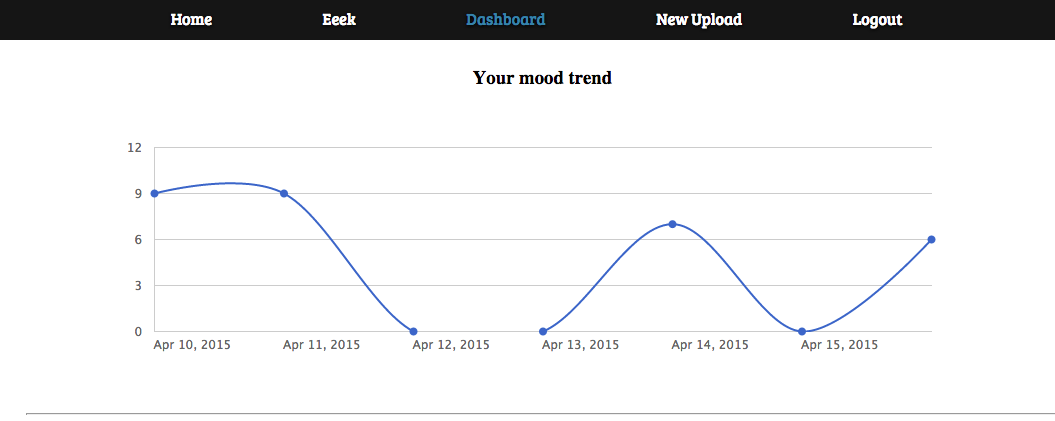 Home Eeek Dashboard New Upload Logout
Your mood trend
12
9
6
3
0
Apr 10, 2015 Apr 11, 2015 Apr 12, 2015 Apr 13, 2015 Apr 14, 2015 Apr 15, 2015